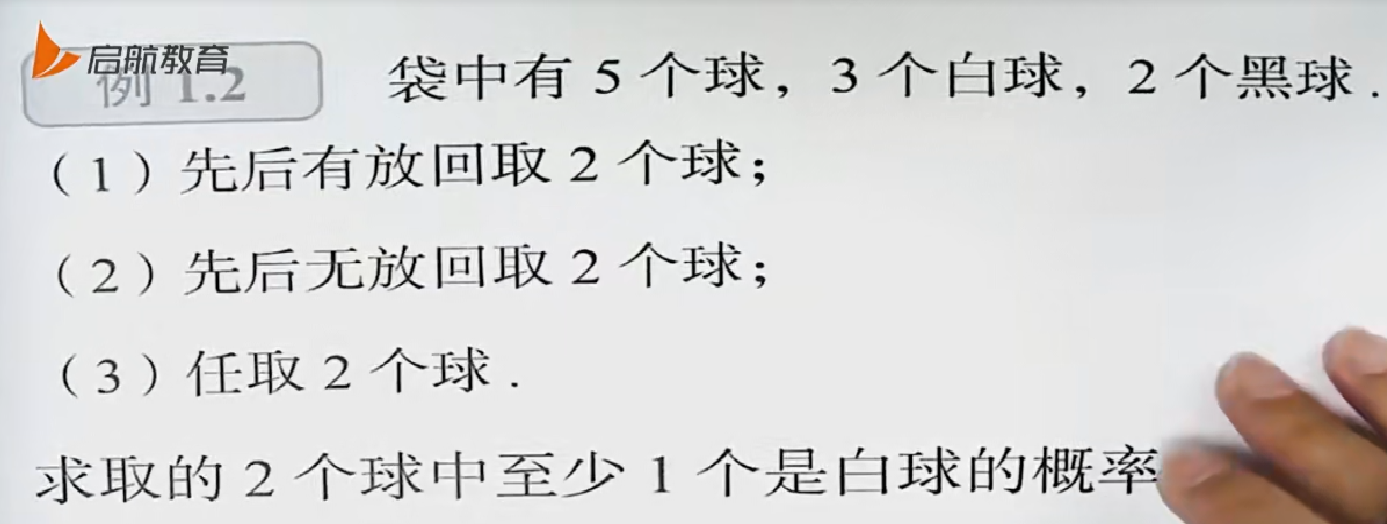 启航教育
例 1.2 袋中有 5 个球，3 个白球，2 个黑球．
（1）先后有放回取 2 个球；
（2）先后无放回取 2 个球；
（3）任取 2 个球．
求取的 2 个球中至少 1 个是白球的概率